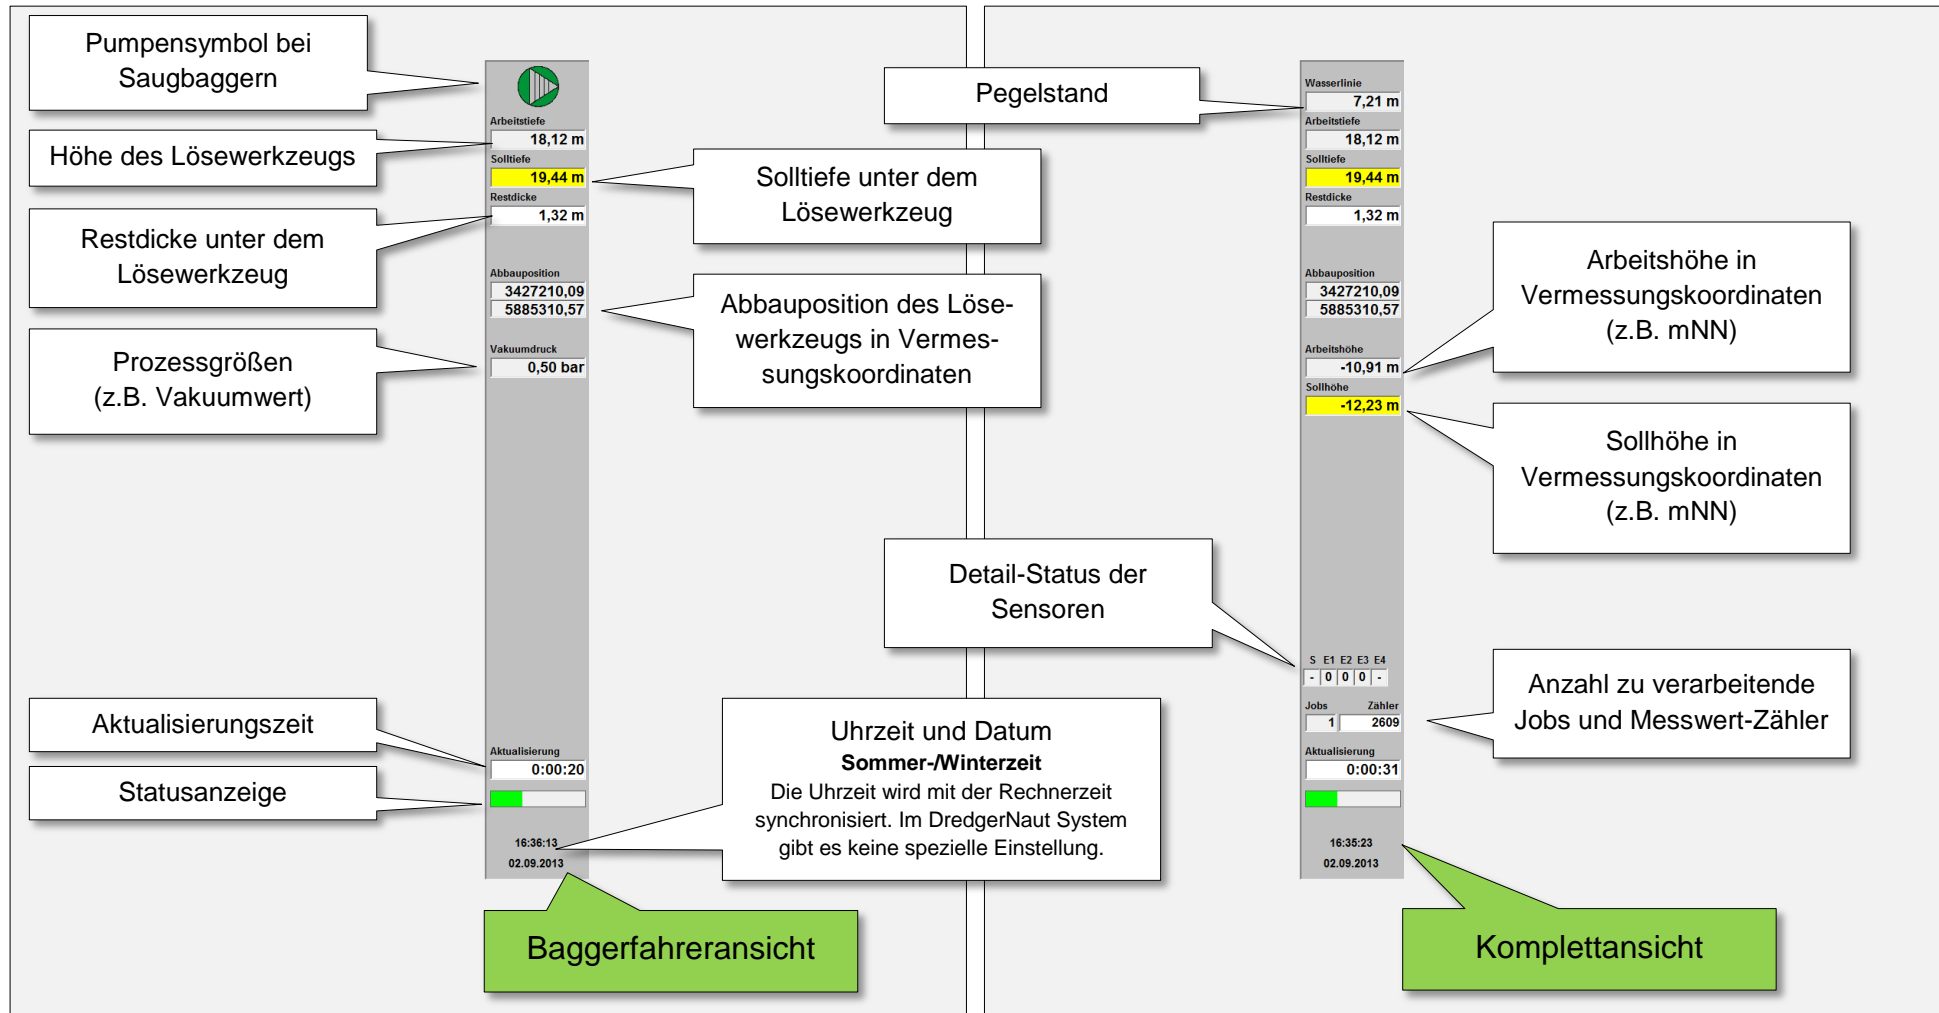 Pumpensymbol bei
Saugbaggern
Höhe des Lösewerkzeugs
Restdicke unter dem
Lösewerkzeug
Prozessgrößen
(z.B. Vakuumwert)
Aktualisierungszeit
Statusanzeige
Arbeitstiefe
18,12 m
Solltiefe
19,44 m
Restdicke
1,32 m
Abbauposition
3427210,09
5885310,57
Vakuumdruck
0,50 bar
Aktualisierung
0:00:20
16:36:13
02.09.2013
Solltiefe unter dem
Lösewerkzeug
Abbauposition des Löse-
werkzeugs in Vermes-
sungskoordinaten
Uhrzeit und Datum
Sommer-/Winterzeit
Die Uhrzeit wird mit der Rechnerzeit
synchronisiert. Im DredgerNaut System
gibt es keine spezielle Einstellung.
Baggerfahreransicht
Pegelstand
Detail-Status der
Sensoren
Wasserlinie
7,21 m
Arbeitstiefe
18,12 m
Solltiefe
19,44 m
Restdicke
1,32 m
Abbauposition
3427210,09
5885310,57
Arbeitshöhe
-10,91 m
Sollhöhe
-12,23 m
S E1 E2 E3 E4
- 0 0 0 -
Jobs Zähler
1 2609
Aktualisierung
0:00:31
16:35:23
02.09.2013
Arbeitshöhe in
Vermessungskoordinaten
(z.B. mNN)
Sollhöhe in
Vermessungskoordinaten
(z.B. mNN)
Anzahl zu verarbeitende
Jobs und Messwert-Zähler
Komplettansicht